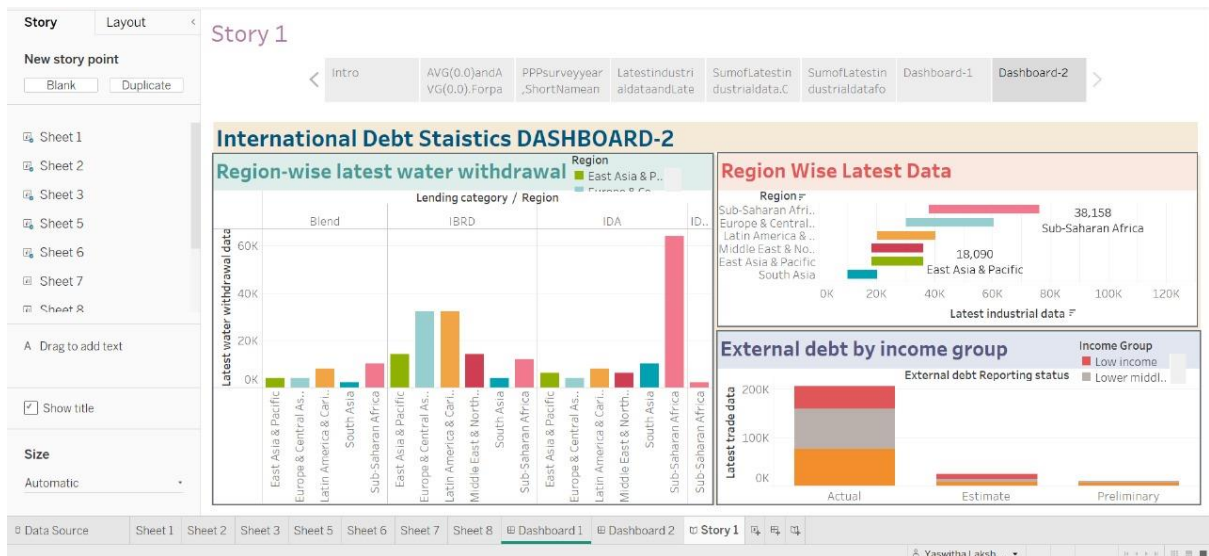 Story
Layout
New story point
Blank
Duplicate
Sheet 1
Sheet 2
Sheet 3
Sheet 5
Sheet 6
Sheet 7
Sheet 8
A Drag to add text
Show title
Size
Automatic
Story 1
Intro
AVG(0.0)andA
VG(0.0).Forpa
PPPsurveyyear
,ShortNamean
Latestindustri
aldataandLate
SumofLatestin
dustrialdata.C
SumofLatestin
dustrialdatafo
Dashboard-1
Dashboard-2
International Debt Staistics DASHBOARD-2
Region-wise latest water withdrawal
Region
East Asia & P..
Europe & Ce..
Lending category / Region
Blend
IBRD
IDA
ID..
Latest water withdrawal data
60K
40K
20K
0K
East Asia & Pacific
Europe & Central As..
Latin America & Cari..
South Asia
Sub-Saharan Africa
East Asia & Pacific
Europe & Central As..
Latin America & Cari..
Middle East & North..
South Asia
Sub-Saharan Africa
East Asia & Pacific
Europe & Central As..
Latin America & Cari..
Middle East & North..
South Asia
Sub-Saharan Africa
Sub-Saharan Africa
Region Wise Latest Data
Region
Sub-Saharan Afri..
Europe & Central..
Latin America & ..
Middle East & No..
East Asia & Pacific
South Asia
38,158
Sub-Saharan Africa
18,090
East Asia & Pacific
0K 20K 40K 60K 80K 100K 120K
Latest industrial data
External debt by income group
Income Group
Low income
Lower middl..
External debt Reporting status
Latest trade data
200K
100K
0K
Actual Estimate Preliminary
Data Source Sheet 1 Sheet 2 Sheet 3 Sheet 5 Sheet 6 Sheet 7 Sheet 8 Dashboard 1 Dashboard 2 Story 1
Yaswitha Laksh..